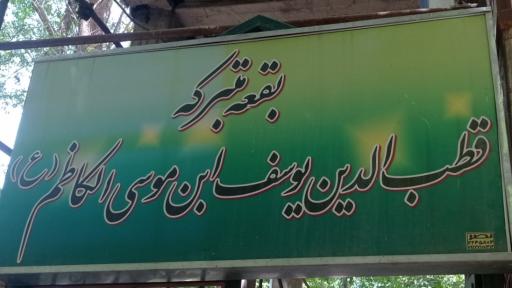 بقعه متبرکه
قطب الدین یوسف ابن موسی الکاظم (ع)